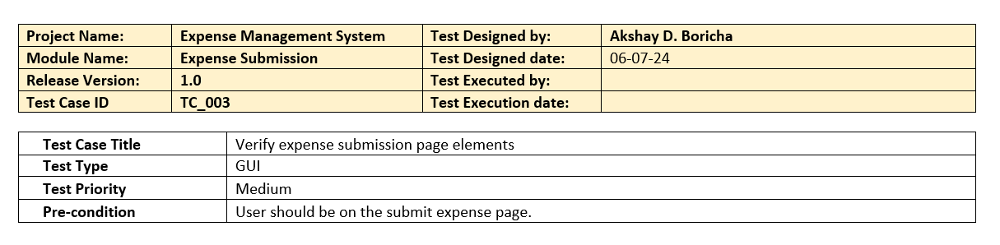 Project Name: Expense Management System Test Designed by: Akshay D. Boricha
Module Name: Expense Submission Test Designed date: 06-07-24
Release Version: 1.0 Test Executed by:
Test Case ID TC_003 Test Execution date:
Test Case Title Verify expense submission page elements
Test Type GUI
Test Priority Medium
Pre-condition User should be on the submit expense page.